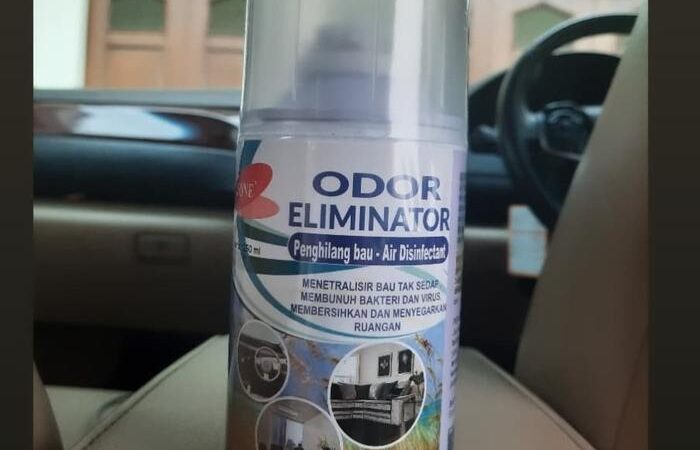 ODOR
ELIMINATOR
Penghilang bau - Air Disinfectant
MENETRALISIR BAU TAK SEDAP
MEMBUNUH BAKTERI DAN VIRUS
MEMBERSIHKAN DAN MENYEGARKAN
RUANGAN